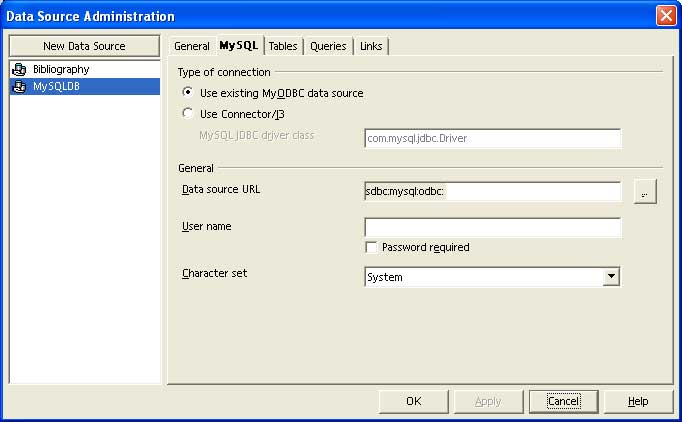 Data Source Administration
New Data Source
Bibliography
MySQLDB
General MySQL Tables Queries Links
Type of connection
Use existing MyODBC data source
Use Connector/J3
MySQL JDBC driver class com.mysql.jdbc.Driver
General
Data source URL sdbc:mysql:odbc: ...
User name
Password required
Character set System
OK Apply Cancel Help